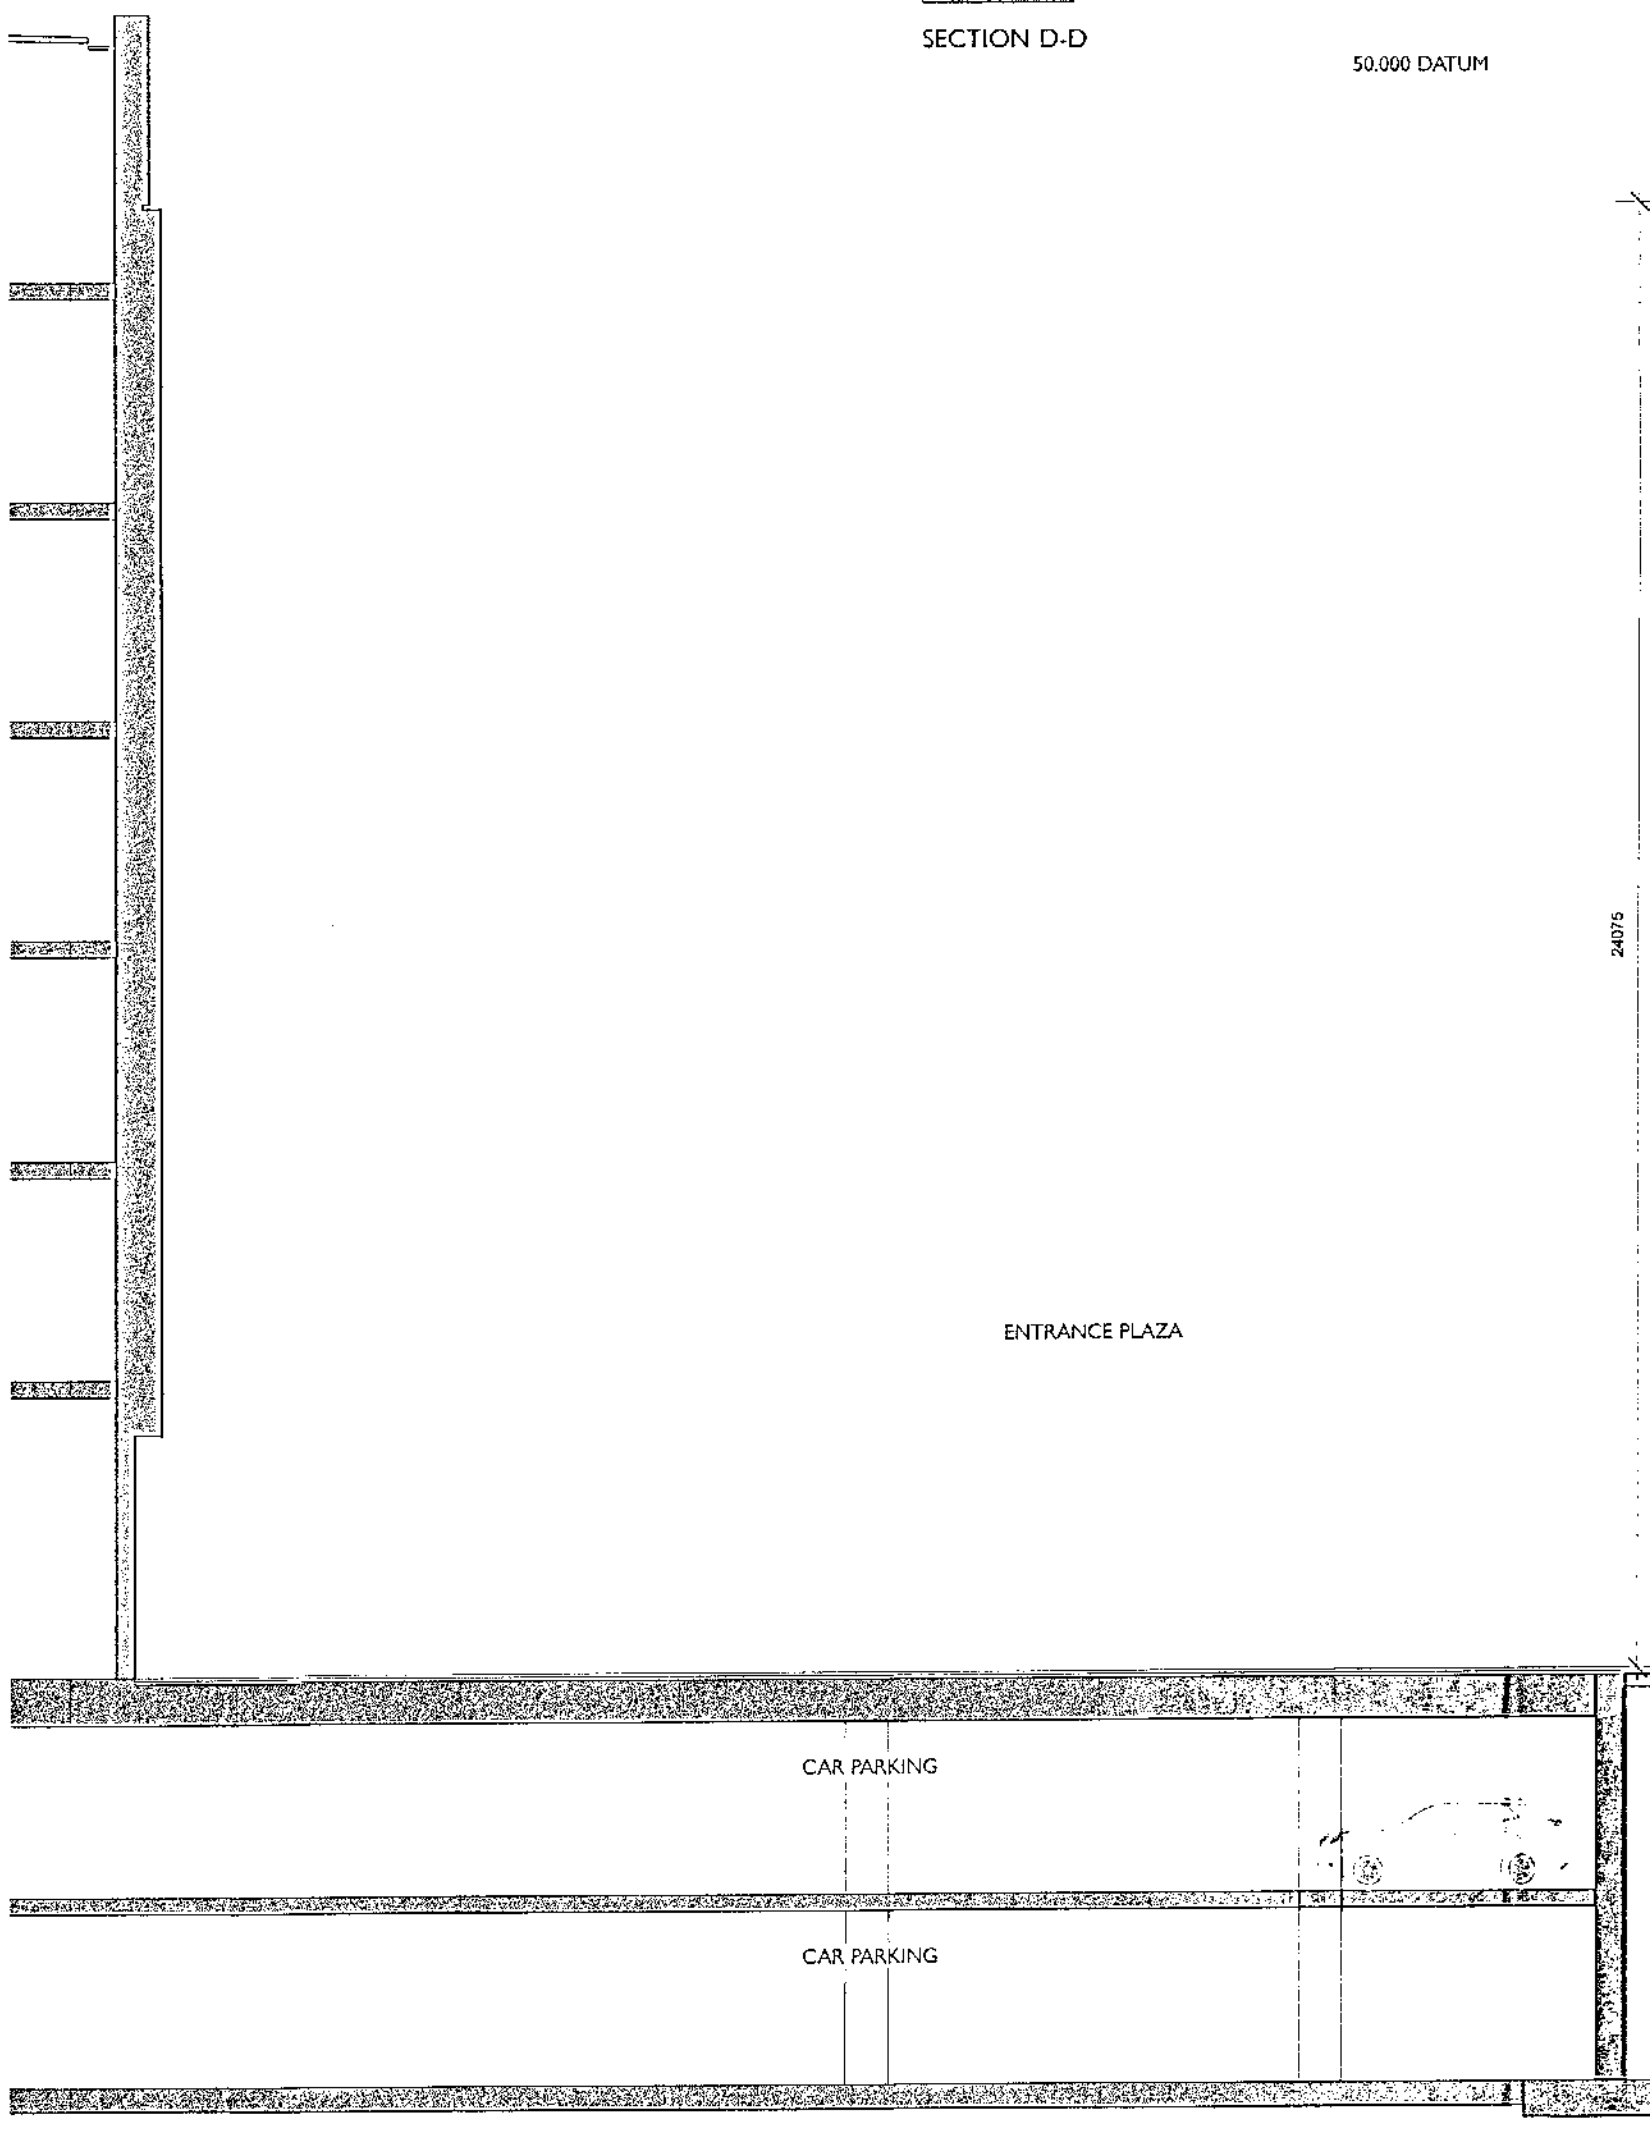 SECTION D-D
50.000 DATUM
24075
ENTRANCE PLAZA
CAR PARKING
CAR PARKING